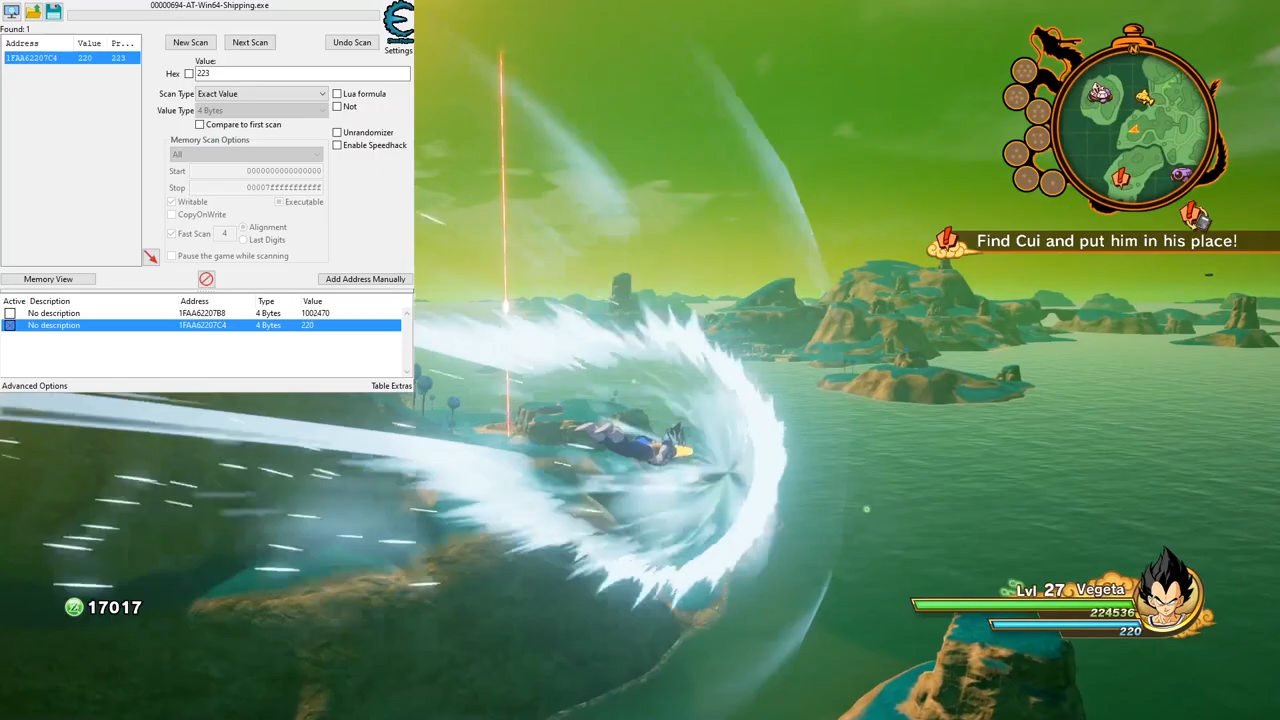 00000694-AT-Win64-Shipping.exe
Found: 1
Address Value Pr...
1FAA62207C4 220 223
New Scan Next Scan Undo Scan
Settings
Value:
Hex 223
Scan Type Exact Value
Value Type 4 Bytes
Compare to first scan
Lua formula
Not
Unrandomizer
Enable Speedhack
Memory Scan Options
All
Start 0000000000000000
Stop 00007fffffffffff
Writable Executable
CopyOnWrite
Fast Scan 4 Alignment
Last Digits
Pause the game while scanning
Memory View Add Address Manually
Active Description Address Type Value
No description 1FAA62207B8 4 Bytes 1002470
No description 1FAA62207C4 4 Bytes 220
Advanced Options Table Extras
N
Find Cui and put him in his place!
17017
Lvl 27 Vegeta
224536
220